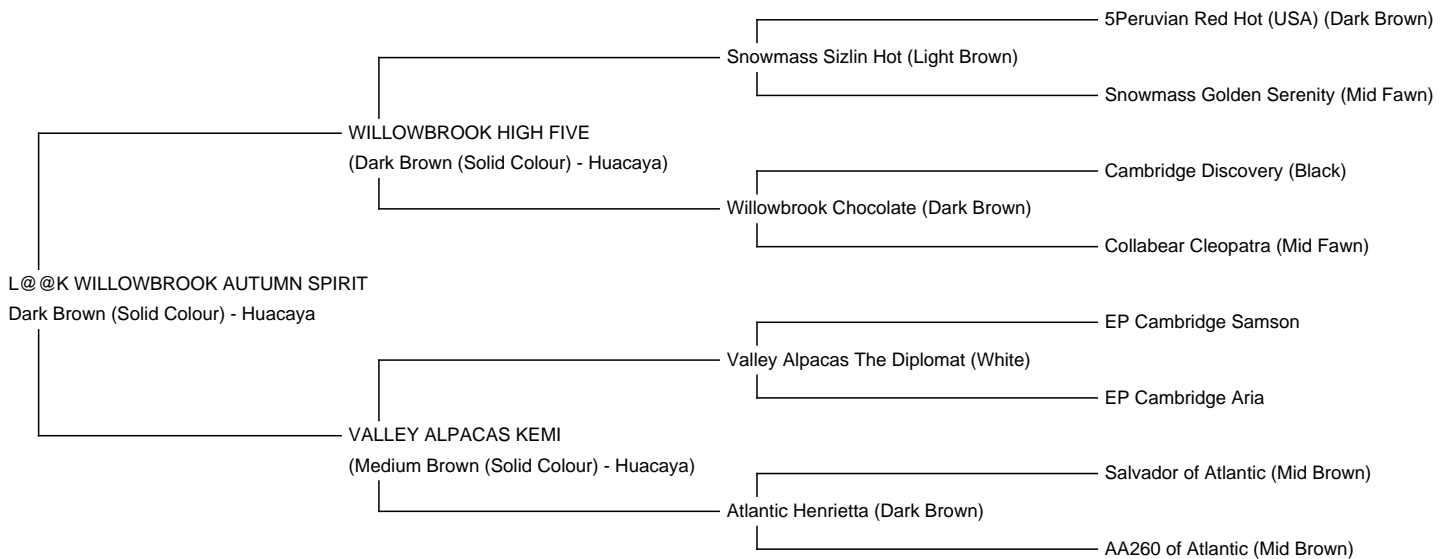 5Peruvian Red Hot (USA) (Dark Brown)
Snowmass Sizlin Hot (Light Brown)
Snowmass Golden Serenity (Mid Fawn)
WILLOWBROOK HIGH FIVE
(Dark Brown (Solid Colour) - Huacaya)
Cambridge Discovery (Black)
Willowbrook Chocolate (Dark Brown)
Collabear Cleopatra (Mid Fawn)
L@@K WILLOWBROOK AUTUMN SPIRIT
Dark Brown (Solid Colour) - Huacaya
EP Cambridge Samson
Valley Alpacas The Diplomat (White)
EP Cambridge Aria
VALLEY ALPACAS KEMI
(Medium Brown (Solid Colour) - Huacaya)
Salvador of Atlantic (Mid Brown)
Atlantic Henrietta (Dark Brown)
AA260 of Atlantic (Mid Brown)